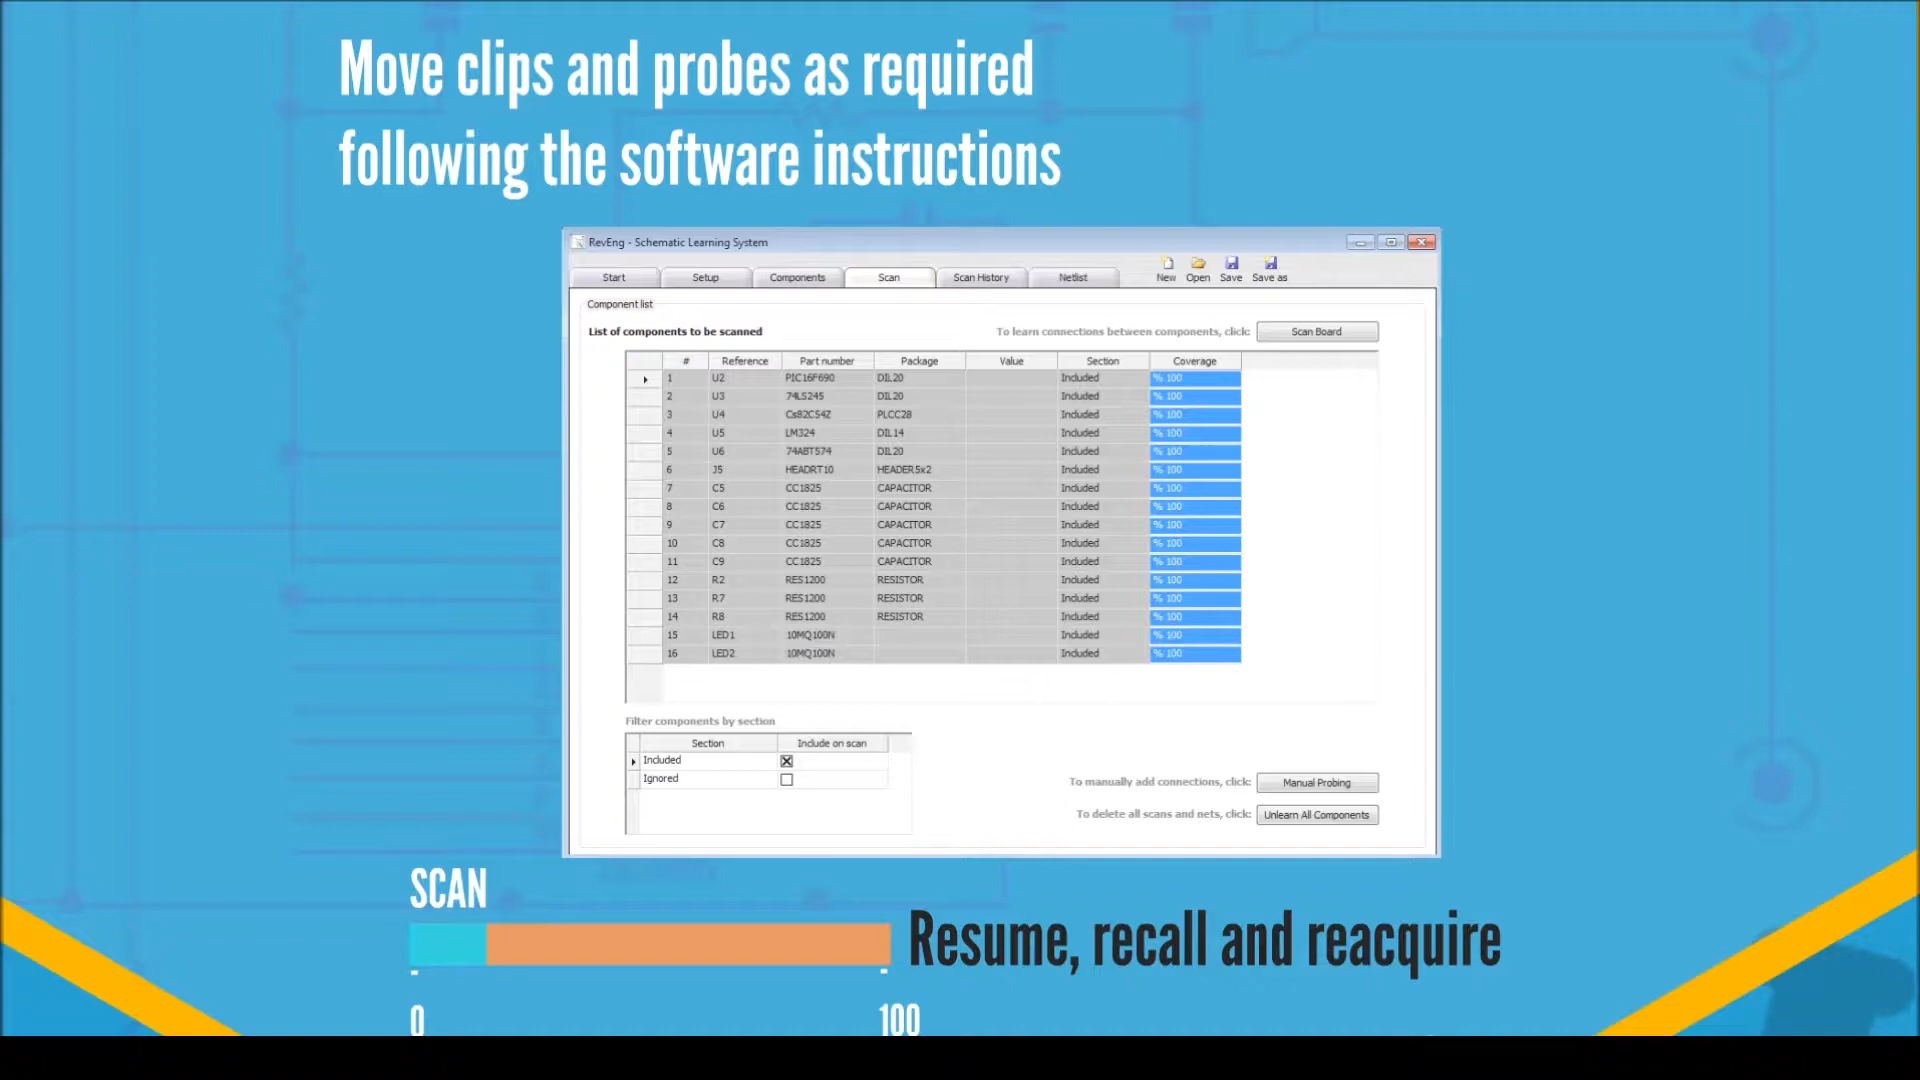 Move clips and probes as required
following the software instructions
RevEng - Schematic Learning System
Start Setup Components Scan Scan History Netlist New Open Save Save as
Component list
List of components to be scanned To learn connections between components, click: Scan Board
# Reference Part number Package Value Section Coverage
1 U2 PIC16F690 DIL20 Included % 100
2 U3 74LS245 DIL20 Included % 100
3 U4 Cs82C54Z PLCC28 Included % 100
4 U5 LM324 DIL14 Included % 100
5 U6 74ABT574 DIL20 Included % 100
6 J5 HEADRT10 HEADER5x2 Included % 100
7 C5 CC1825 CAPACITOR Included % 100
8 C6 CC1825 CAPACITOR Included % 100
9 C7 CC1825 CAPACITOR Included % 100
10 C8 CC1825 CAPACITOR Included % 100
11 C9 CC1825 CAPACITOR Included % 100
12 R2 RES1200 RESISTOR Included % 100
13 R7 RES1200 RESISTOR Included % 100
14 R8 RES1200 RESISTOR Included % 100
15 LED1 10MQ100N Included % 100
16 LED2 10MQ100N Included % 100
Filter components by section
Section Include on scan
Included
Ignored
To manually add connections, click: Manual Probing
To delete all scans and nets, click: Unlearn All Components
SCAN
Resume, recall and reacquire
0 100